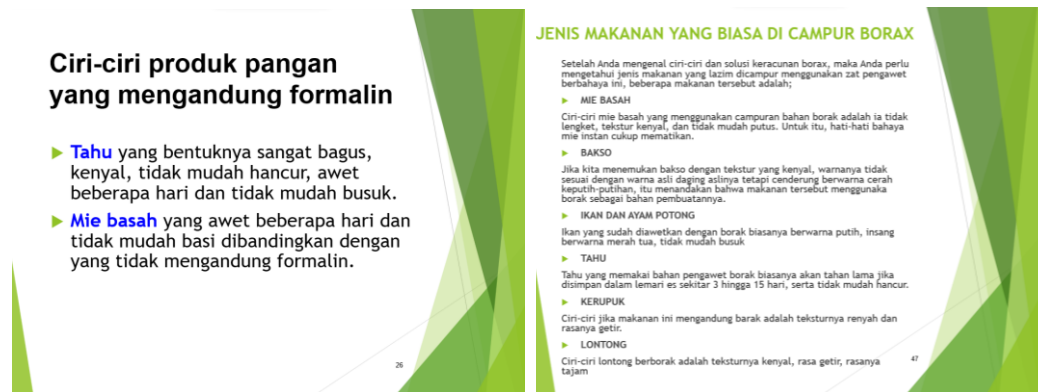 Ciri-ciri produk pangan
yang mengandung formalin
Tahu yang bentuknya sangat bagus,
kenyal, tidak mudah hancur, awet
beberapa hari dan tidak mudah busuk.
Mie basah yang awet beberapa hari dan
tidak mudah basi dibandingkan dengan
yang tidak mengandung formalin.
26
JENIS MAKANAN YANG BIASA DI CAMPUR BORAX
Setelah Anda mengenal ciri-ciri dan solusi keracunan borax, maka Anda perlu
mengetahui jenis makanan yang lazim dicampur menggunakan zat pengawet
berbahaya ini, beberapa makanan tersebut adalah;
MIE BASAH
Ciri-ciri mie basah yang menggunakan campuran bahan borak adalah ia tidak
lengket, tekstur kenyal, dan tidak mudah putus. Untuk itu, hati-hati bahaya
mie instan cukup mematikan.
BAKSO
Jika kita menemukan bakso dengan tekstur yang kenyal, warnanya tidak
sesuai dengan warna asli daging aslinya tetapi cenderung berwarna cerah
keputih-putihan, itu menandakan bahwa makanan tersebut menggunaka
borak sebagai bahan pembuatannya.
IKAN DAN AYAM POTONG
Ikan yang sudah diawetkan dengan borak biasanya berwarna putih, insang
berwarna merah tua, tidak mudah busuk
TAHU
Tahu yang memakai bahan pengawet borak biasanya akan tahan lama jika
disimpan dalam lemari es sekitar 3 hingga 15 hari, serta tidak mudah hancur.
KERUPUK
Ciri-ciri jika makanan ini mengandung barak adalah teksturnya renyah dan
rasanya getir.
LONTONG
Ciri-ciri lontong berborak adalah teksturnya kenyal, rasa getir, rasanya
tajam
47